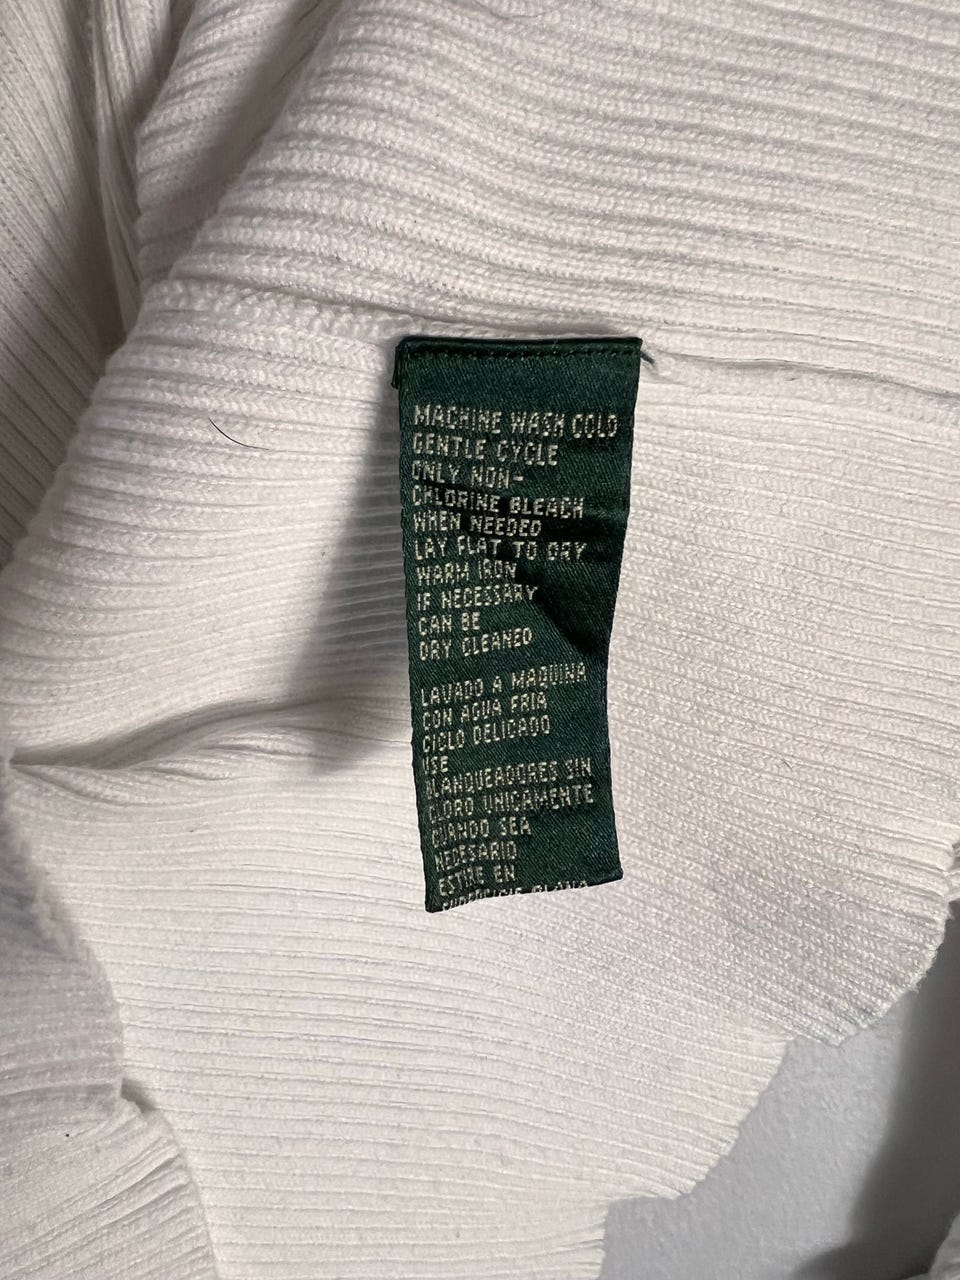 MACHINE WASH COLD
GENTLE CYCLE
ONLY NON-
CHLORINE BLEACH
WHEN NEEDED
LAY FLAT TO DRY
WARM IRON
IF NECESSARY
CAN BE
DRY CLEANED
LAVADO A MAQUINA
CON AGUA FRIA
CICLO DELICADO
USE
BLANQUEADORES SIN
CLORO UNICAMENTE
CUANDO SEA
NECESARIO
ESTIRE EN